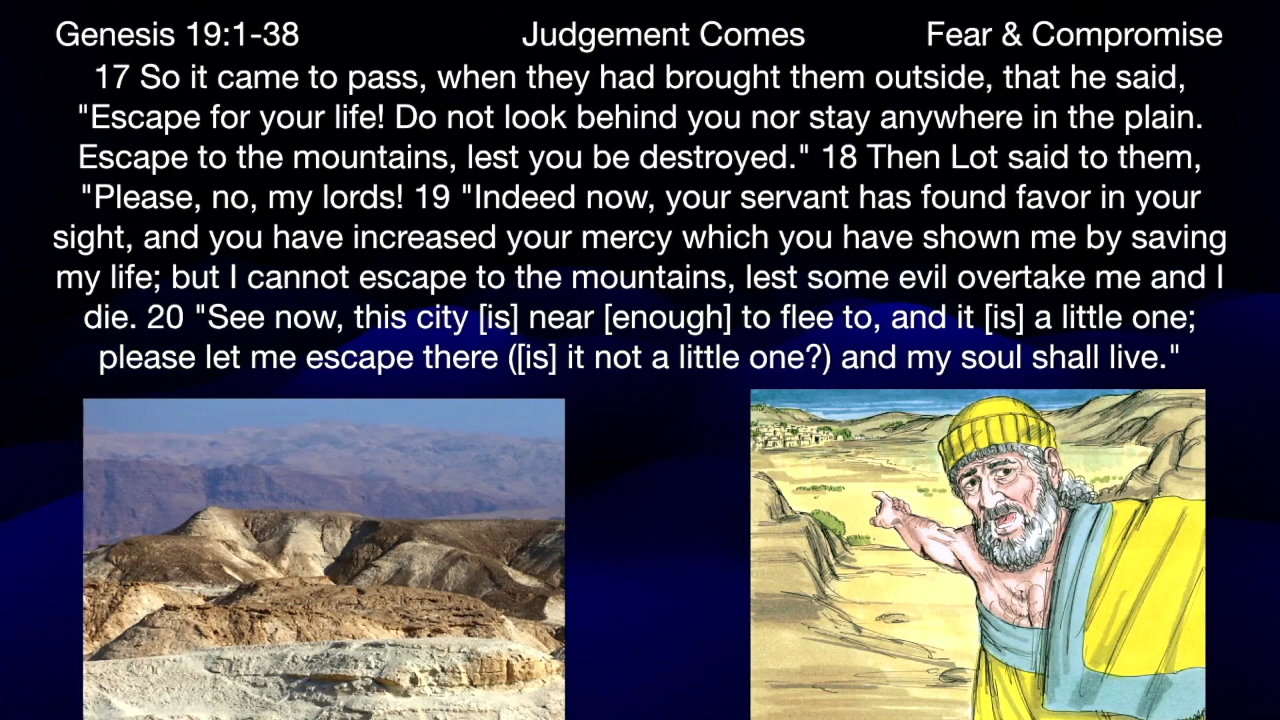 Genesis 19:1-38 Judgement Comes Fear & Compromise
17 So it came to pass, when they had brought them outside, that he said,
"Escape for your life! Do not look behind you nor stay anywhere in the plain.
Escape to the mountains, lest you be destroyed." 18 Then Lot said to them,
"Please, no, my lords! 19 "Indeed now, your servant has found favor in your
sight, and you have increased your mercy which you have shown me by saving
my life; but I cannot escape to the mountains, lest some evil overtake me and I
die. 20 "See now, this city [is] near [enough] to flee to, and it [is] a little one;
please let me escape there ([is] it not a little one?) and my soul shall live."